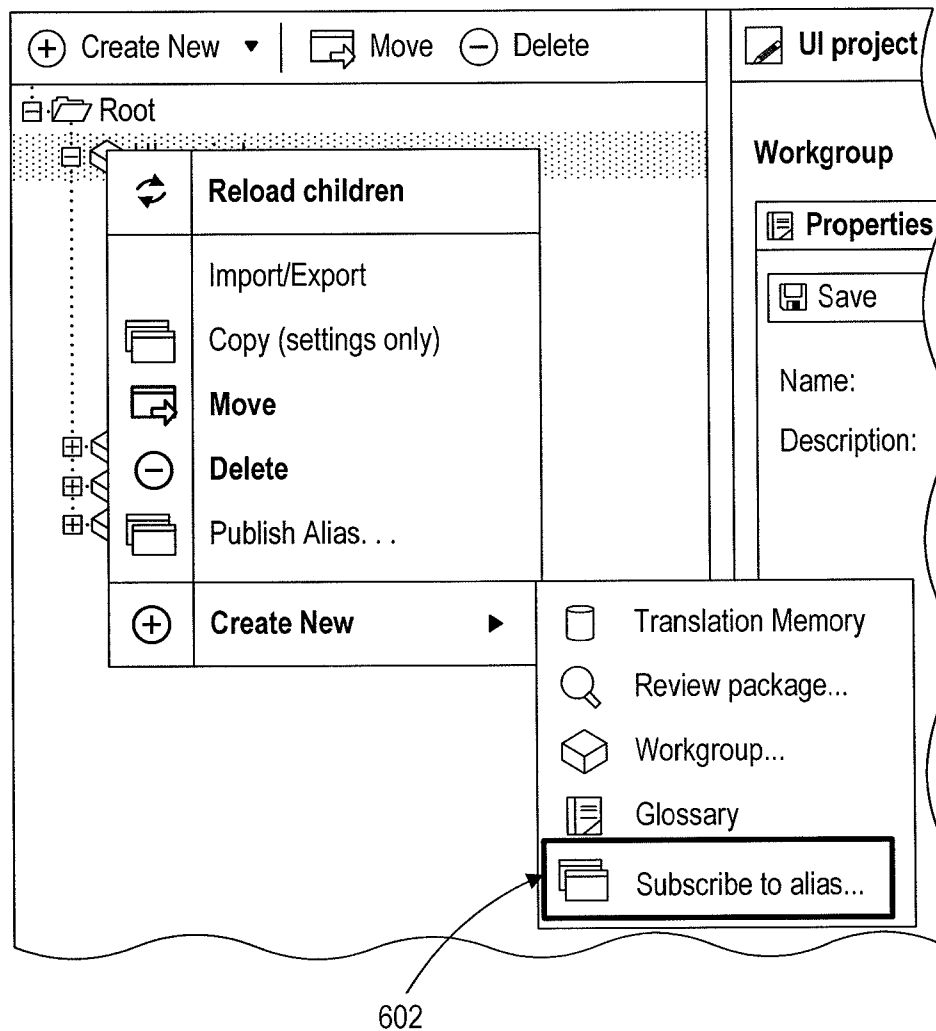 Create New Move Delete
UI project
Root
Workgroup
Reload children
Properties
Import/Export
Save
Copy (settings only)
Name:
Move
Description:
Delete
Publish Alias. . .
Create New
Translation Memory
Review package...
Workgroup...
Glossary
Subscribe to alias...
602